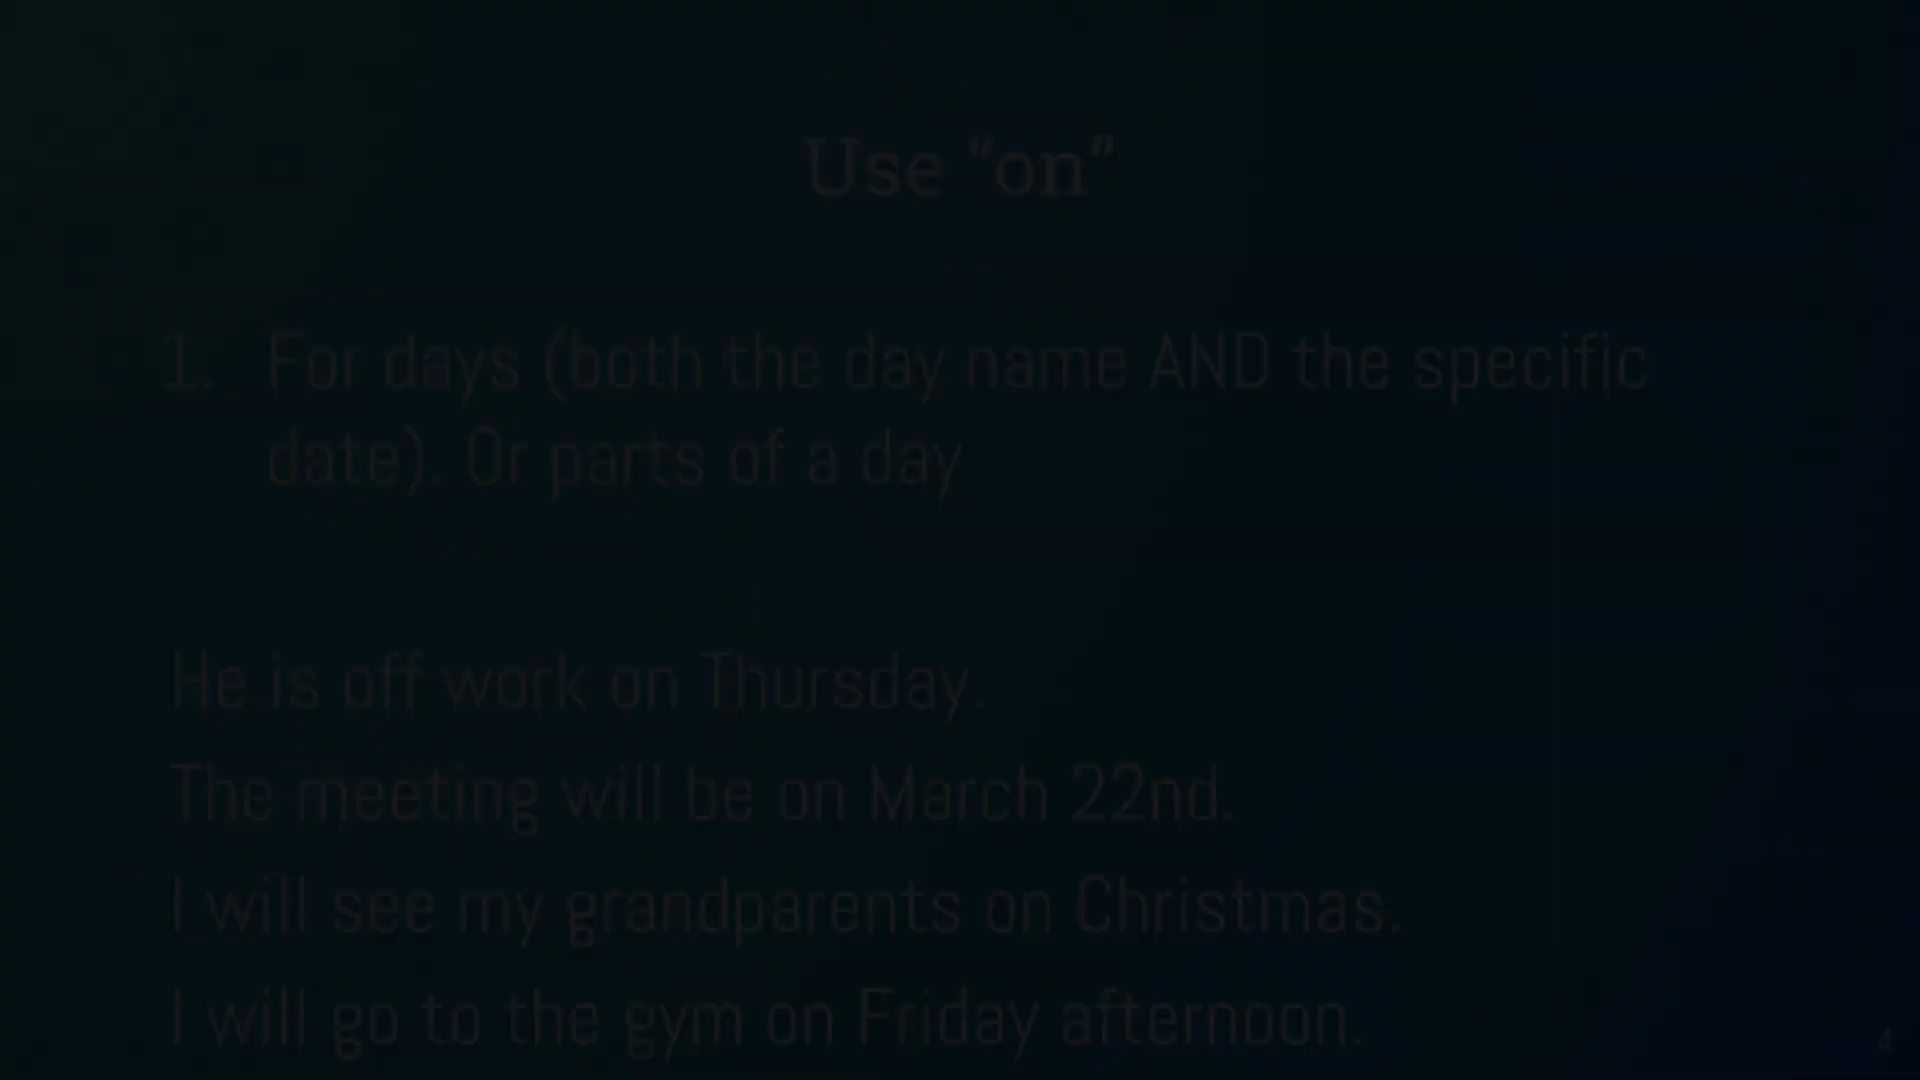 Use “on”
1. For days (both the day name AND the specific
date). Or parts of a day
He is off work on Thursday.
The meeting will be on March 22nd.
I will see my grandparents on Christmas.
I will go to the gym on Friday afternoon.
4